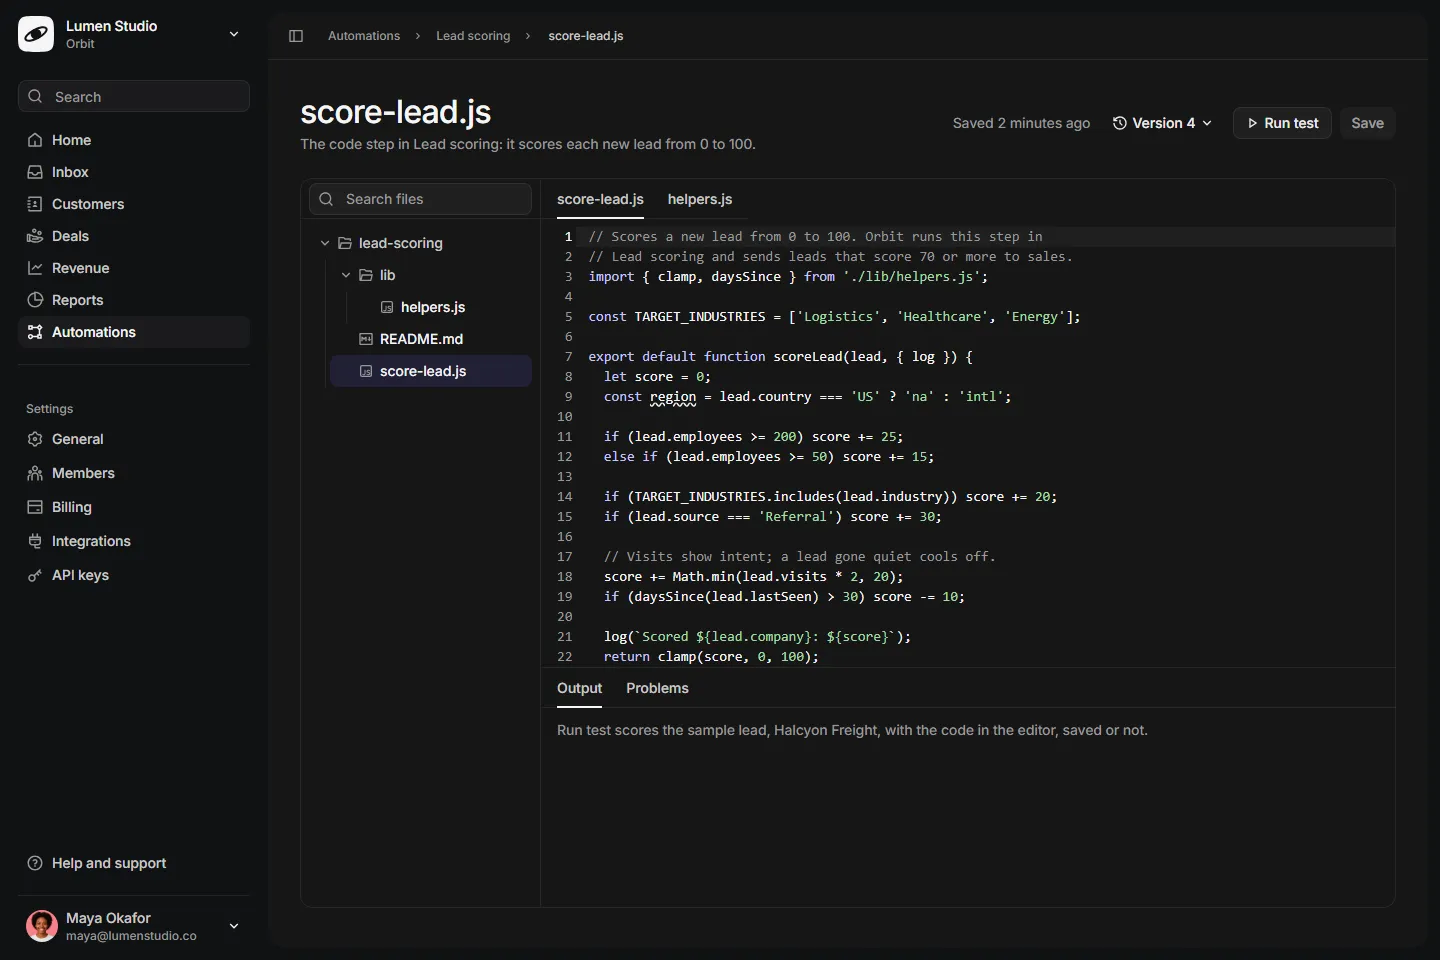 Lumen Studio
Orbit
Search
Home
Inbox
Customers
Deals
Revenue
Reports
Automations
Settings
General
Members
Billing
Integrations
API keys
Help and support
Maya Okafor
maya@lumenstudio.co
Automations › Lead scoring › score-lead.js
score-lead.js
The code step in Lead scoring: it scores each new lead from 0 to 100.
Saved 2 minutes ago
Version 4
Run test
Save
Search files
lead-scoring
lib
helpers.js
README.md
score-lead.js
score-lead.js helpers.js
1 // Scores a new lead from 0 to 100. Orbit runs this step in
2 // Lead scoring and sends leads that score 70 or more to sales.
3 import { clamp, daysSince } from './lib/helpers.js';
4
5 const TARGET_INDUSTRIES = ['Logistics', 'Healthcare', 'Energy'];
6
7 export default function scoreLead(lead, { log }) {
8   let score = 0;
9   const region = lead.country === 'US' ? 'na' : 'intl';
10
11   if (lead.employees >= 200) score += 25;
12   else if (lead.employees >= 50) score += 15;
13
14   if (TARGET_INDUSTRIES.includes(lead.industry)) score += 20;
15   if (lead.source === 'Referral') score += 30;
16
17   // Visits show intent; a lead gone quiet cools off.
18   score += Math.min(lead.visits * 2, 20);
19   if (daysSince(lead.lastSeen) > 30) score -= 10;
20
21   log(`Scored ${lead.company}: ${score}`);
22   return clamp(score, 0, 100);
Output Problems
Run test scores the sample lead, Halcyon Freight, with the code in the editor, saved or not.